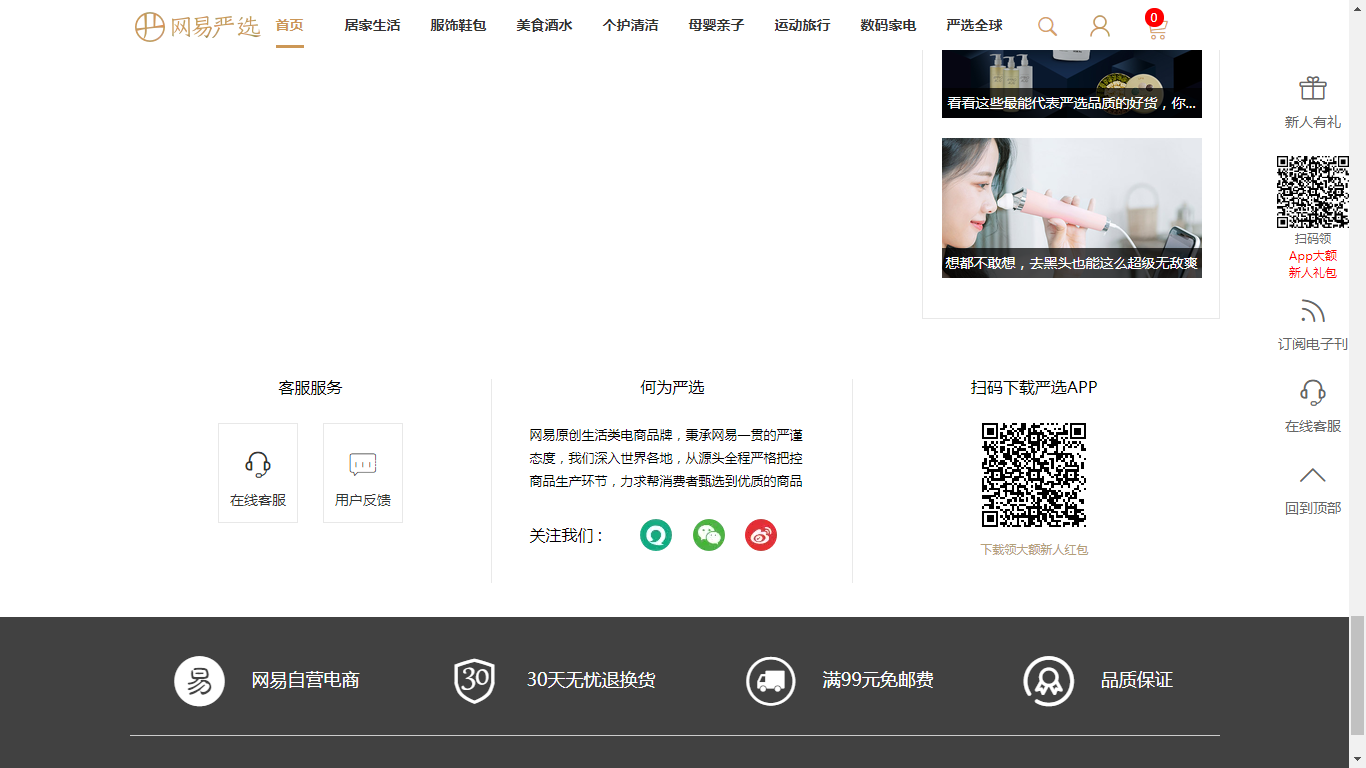 网易严选
首页
居家生活
服饰鞋包
美食酒水
个护清洁
母婴亲子
运动旅行
数码家电
严选全球
0
看看这些最能代表严选品质的好货，你...
想都不敢想，去黑头也能这么超级无敌爽
新人有礼
扫码领
App大额
新人礼包
订阅电子刊
在线客服
回到顶部
客服服务
在线客服
用户反馈
何为严选
网易原创生活类电商品牌，秉承网易一贯的严谨
态度，我们深入世界各地，从源头全程严格把控
商品生产环节，力求帮消费者甄选到优质的商品
关注我们：
扫码下载严选APP
下载领大额新人红包
易
网易自营电商
30
30天无忧退换货
满99元免邮费
品质保证